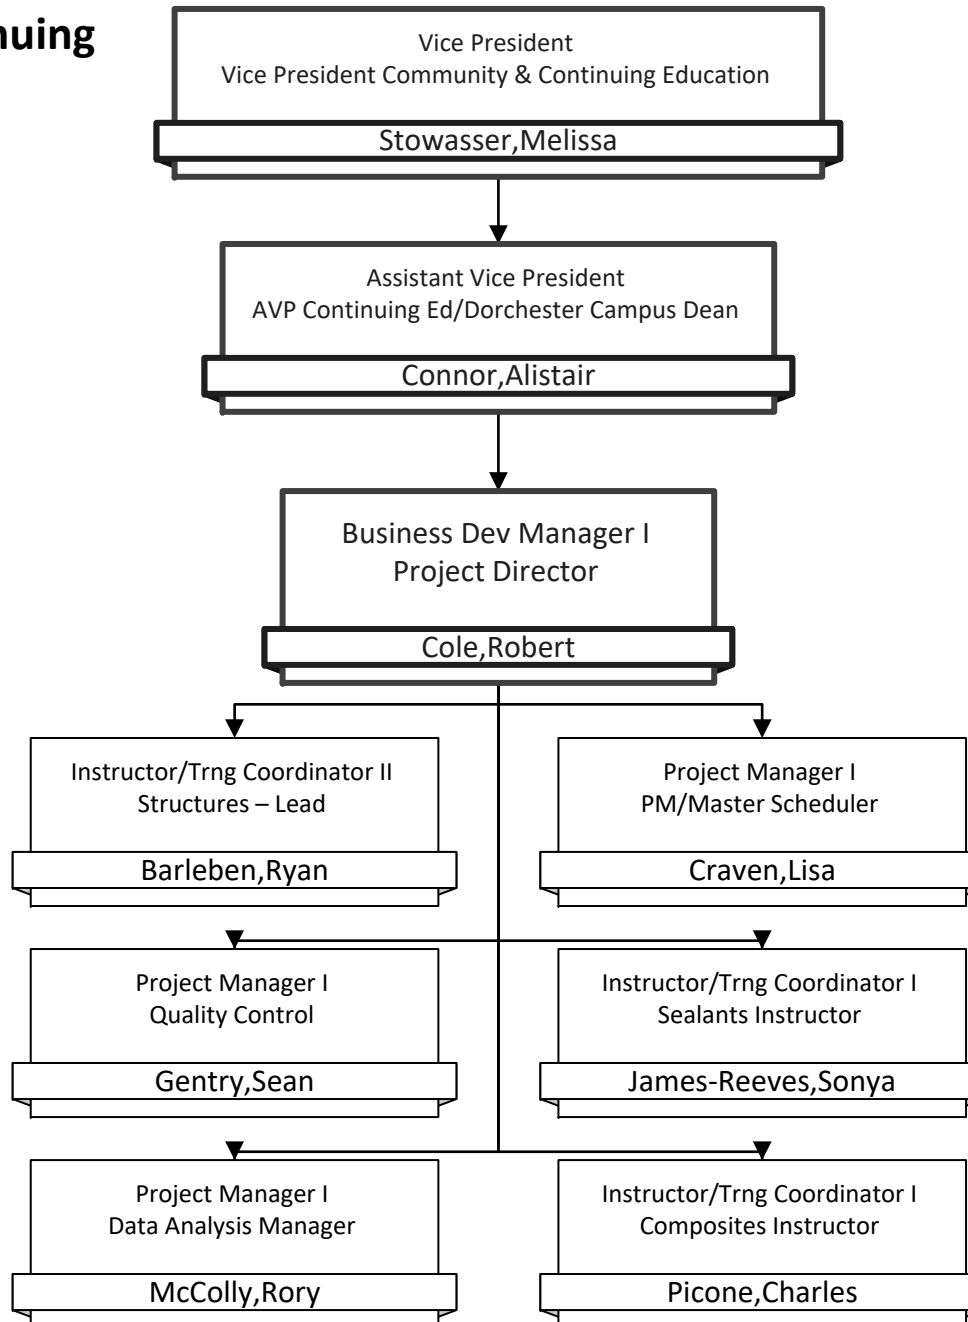 nuing
Vice President
Vice President Community & Continuing Education
Stowasser,Melissa
Assistant Vice President
AVP Continuing Ed/Dorchester Campus Dean
Connor,Alistair
Business Dev Manager I
Project Director
Cole,Robert
Instructor/Trng Coordinator II
Structures – Lead
Barleben,Ryan
Project Manager I
PM/Master Scheduler
Craven,Lisa
Project Manager I
Quality Control
Gentry,Sean
Instructor/Trng Coordinator I
Sealants Instructor
James-Reeves,Sonya
Project Manager I
Data Analysis Manager
McColly,Rory
Instructor/Trng Coordinator I
Composites Instructor
Picone,Charles